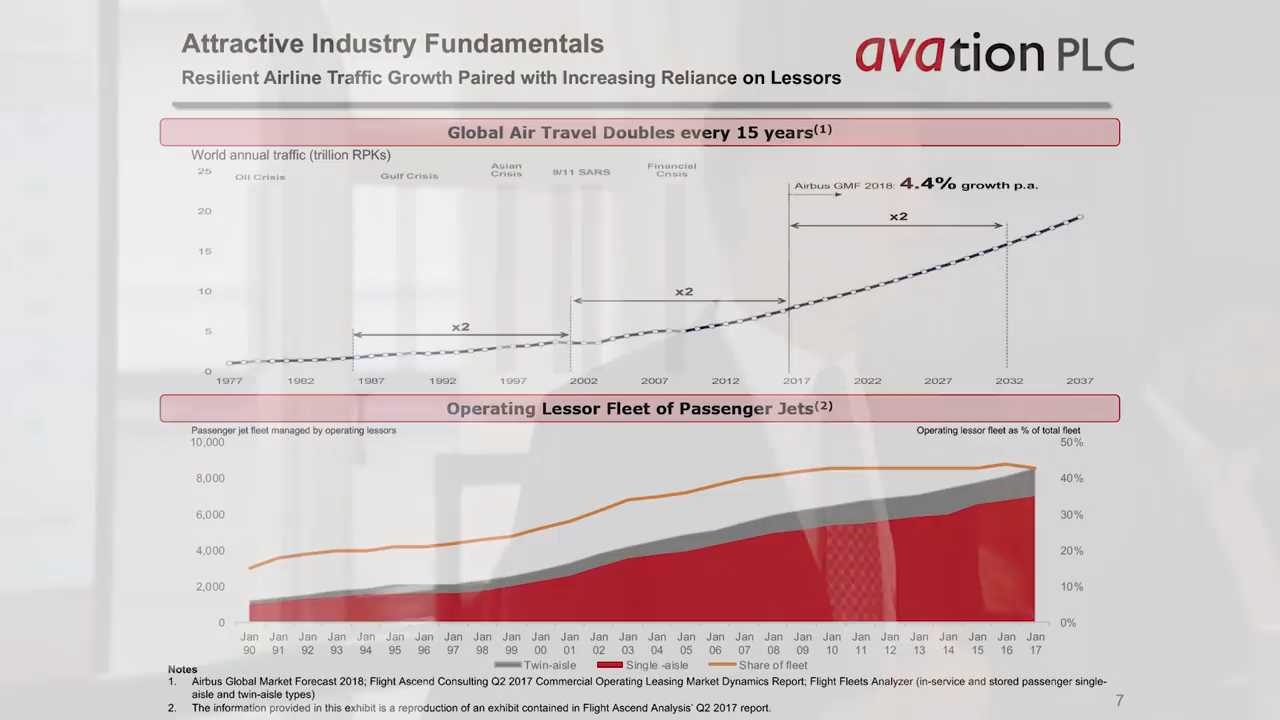 Attractive Industry Fundamentals
avation PLC
Resilient Airline Traffic Growth Paired with Increasing Reliance on Lessors
Global Air Travel Doubles every 15 years(1)
World annual traffic (trillion RPKs)
Oil Crisis
Gulf Crisis
Asian
Crisis
9/11 SARS
Financial
Crisis
Airbus GMF 2018: 4.4% growth p.a.
25
20
15
10
5
0
x2
x2
x2
1977 1982 1987 1992 1997 2002 2007 2012 2017 2022 2027 2032 2037
Operating Lessor Fleet of Passenger Jets(2)
Passenger jet fleet managed by operating lessors
Operating lessor fleet as % of total fleet
10,000 50%
8,000 40%
6,000 30%
4,000 20%
2,000 10%
0 0%
Jan Jan Jan Jan Jan Jan Jan Jan Jan Jan Jan Jan Jan Jan Jan Jan Jan Jan Jan Jan Jan Jan Jan Jan Jan Jan Jan Jan
90 91 92 93 94 95 96 97 98 99 00 01 02 03 04 05 06 07 08 09 10 11 12 13 14 15 16 17
Twin-aisle Single -aisle Share of fleet
Notes
1. Airbus Global Market Forecast 2018; Flight Ascend Consulting Q2 2017 Commercial Operating Leasing Market Dynamics Report; Flight Fleets Analyzer (in-service and stored passenger single-
aisle and twin-aisle types)
2. The information provided in this exhibit is a reproduction of an exhibit contained in Flight Ascend Analysis' Q2 2017 report.
7